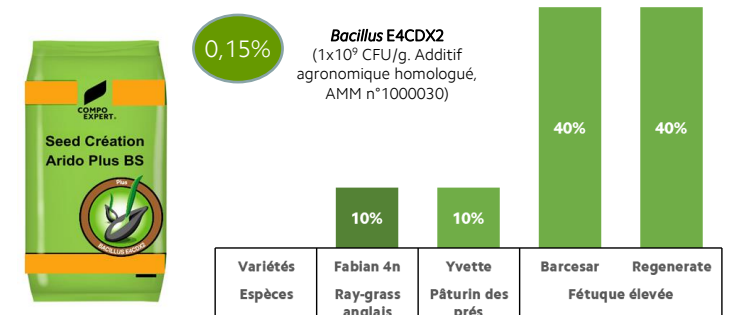 COMPO
EXPERT®
Seed Création
Arido Plus BS
Plus
BACILLUS E4CDX2
0,15%
Bacillus E4CDX2
(1x10⁹ CFU/g. Additif
agronomique homologué,
AMM n°1000030)
10%
10%
40%
40%
Variétés Fabian 4n Yvette Barcesar Regenerate
Espèces Ray-grass Pâturin des Fétuque élevée
anglais prés